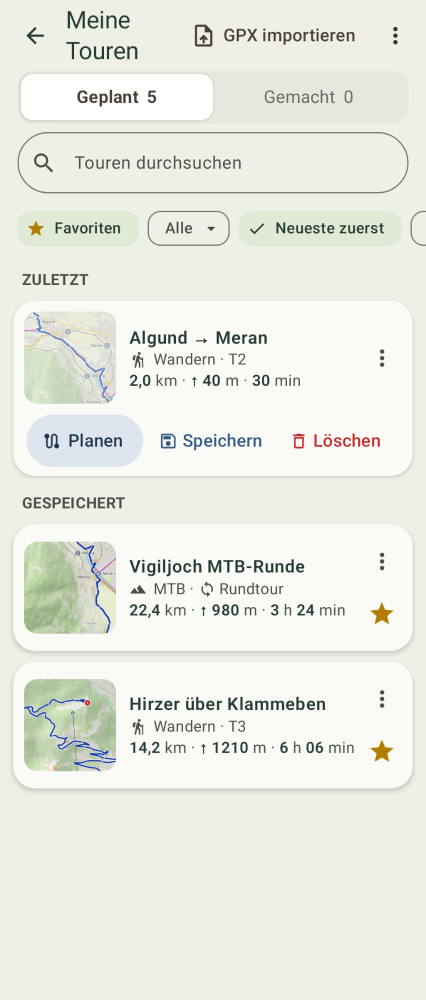 Meine
Touren
GPX importieren
Geplant 5
Gemacht 0
Touren durchsuchen
Favoriten
Alle
Neueste zuerst
ZULETZT
Algund → Meran
Wandern · T2
2,0 km · ↑ 40 m · 30 min
Planen
Speichern
Löschen
GESPEICHERT
Vigiljoch MTB-Runde
MTB · Rundtour
22,4 km · ↑ 980 m · 3 h 24 min
Hirzer über Klammeben
Wandern · T3
14,2 km · ↑ 1210 m · 6 h 06 min